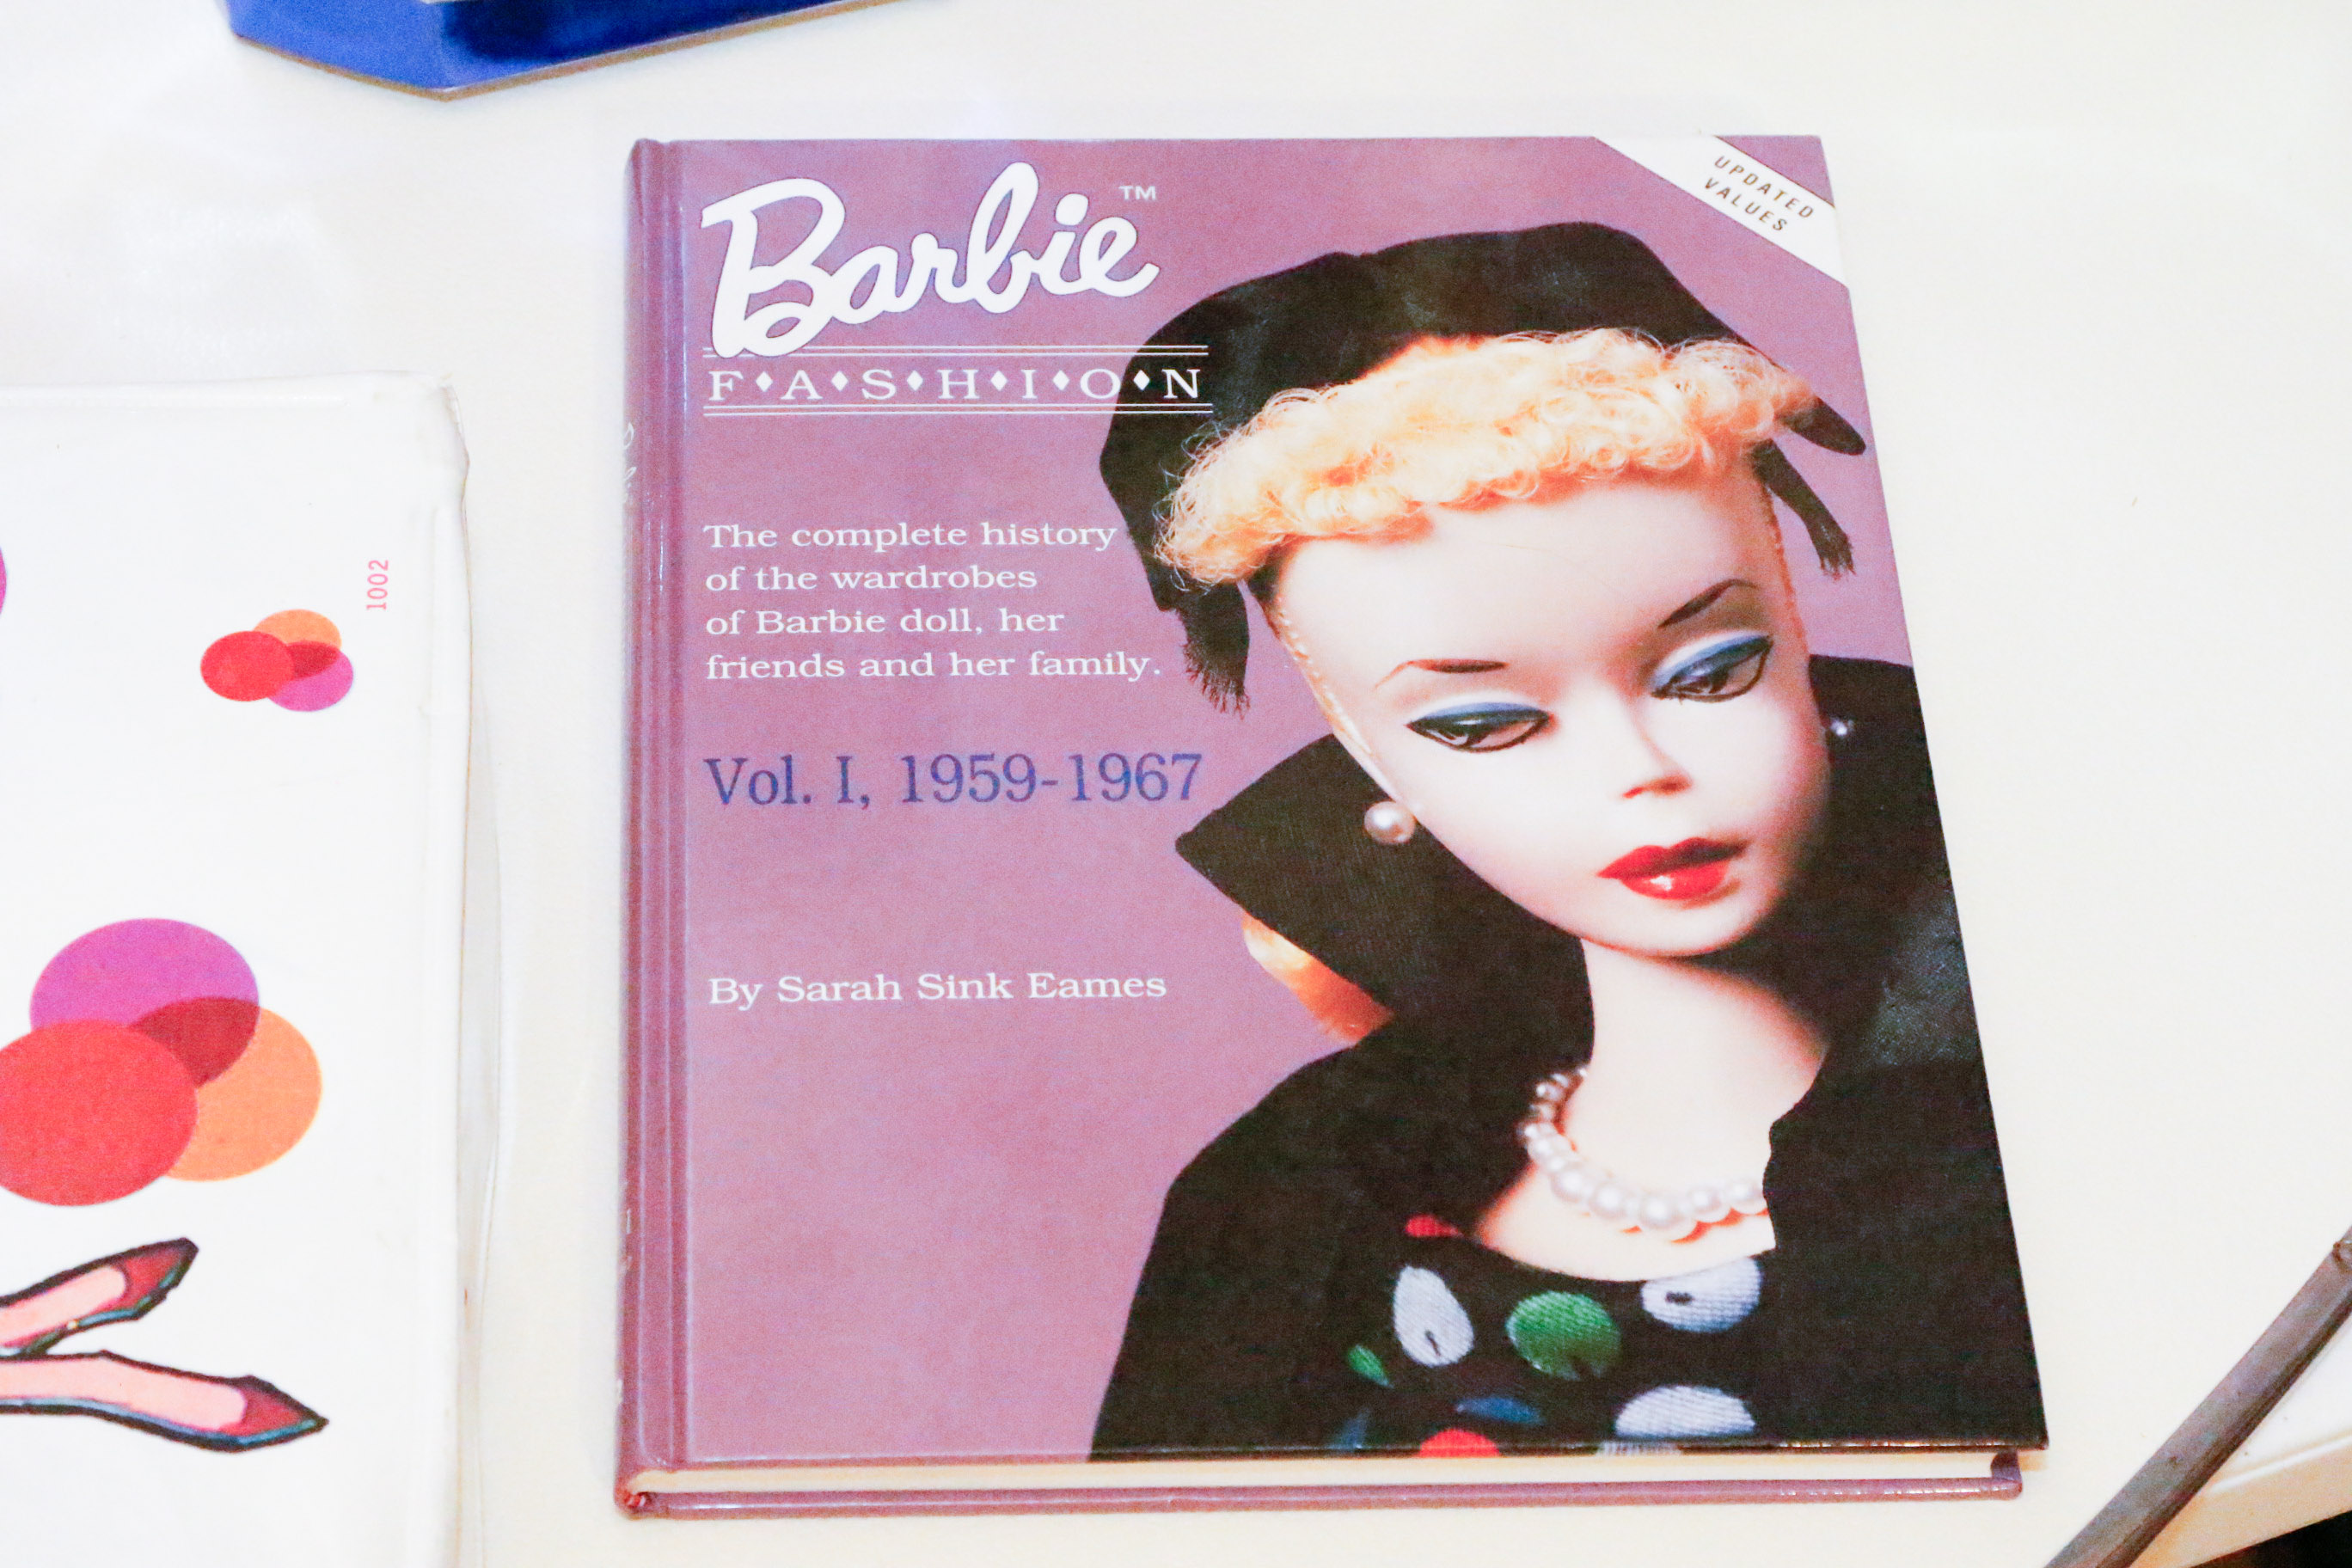 Barbie™
F♦A♦S♦H♦I♦O♦N
UPDATED
VALUES
The complete history
of the wardrobes
of Barbie doll, her
friends and her family.
Vol. I, 1959-1967
By Sarah Sink Eames
1002